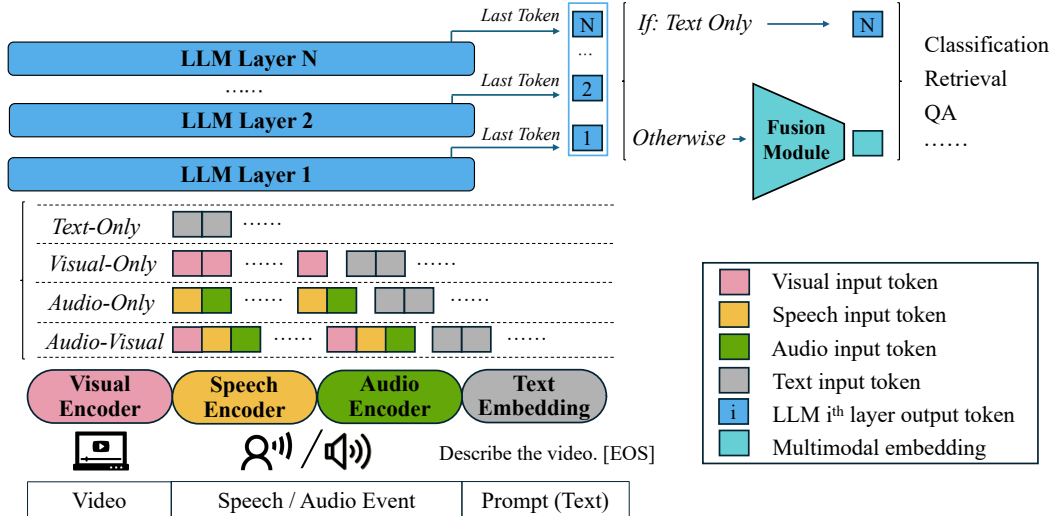 Last Token
N
If: Text Only
N
LLM Layer N
...
Classification
......
Last Token
2
Retrieval
LLM Layer 2
QA
Last Token
1
Otherwise
Fusion
Module
......
LLM Layer 1
Text-Only
......
Visual-Only
......
......
Audio-Only
......
......
Audio-Visual
......
......
Visual
Encoder
Speech
Encoder
Audio
Encoder
Text
Embedding
Describe the video. [EOS]
Video
Speech / Audio Event
Prompt (Text)
Visual input token
Speech input token
Audio input token
Text input token
i
LLM iᵗʰ layer output token
Multimodal embedding